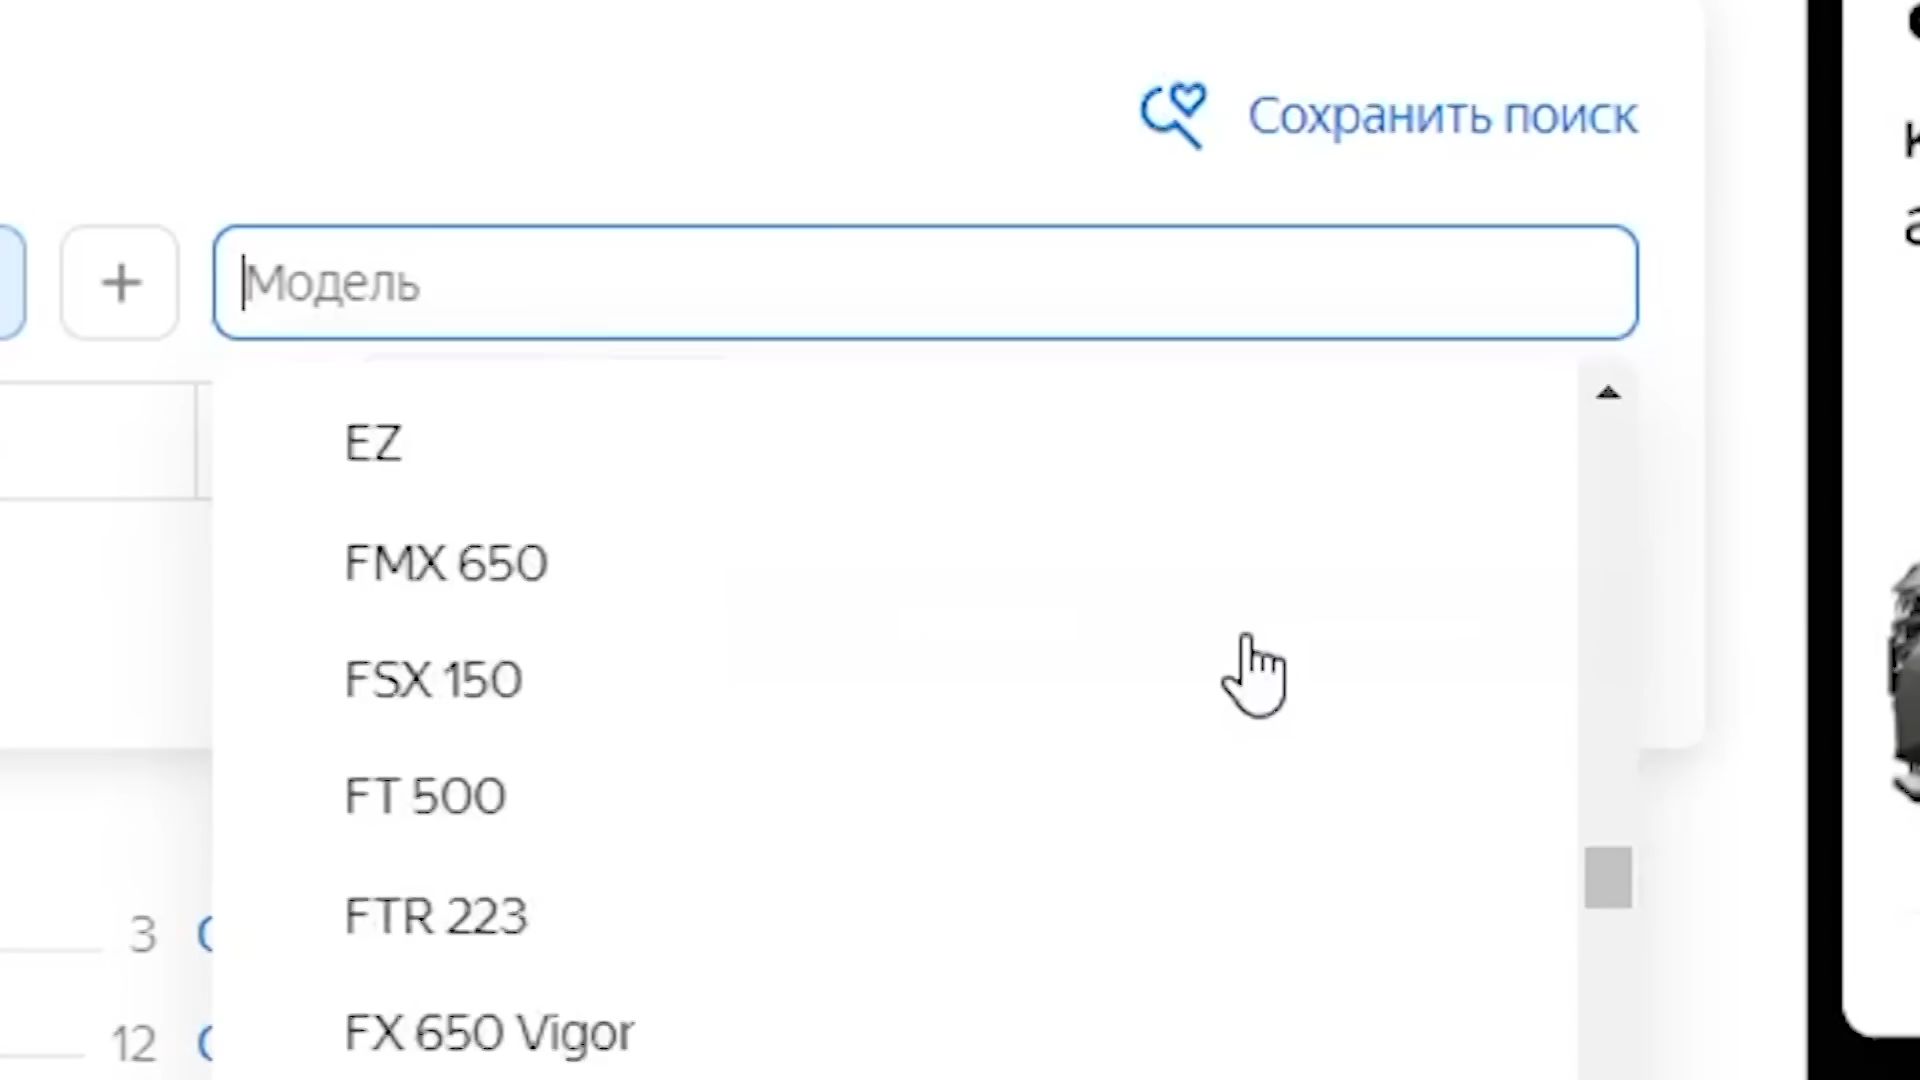 Сохранить поиск
+
Модель
EZ
FMX 650
FSX 150
FT 500
FTR 223
3
FX 650 Vigor
12